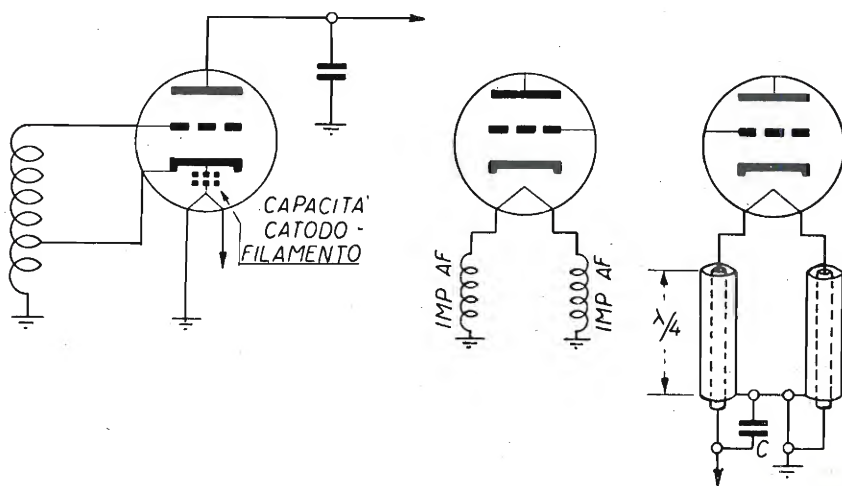 CAPACITA'
CATODO -
FILAMENTO
IMP AF
IMP AF
λ/4
C